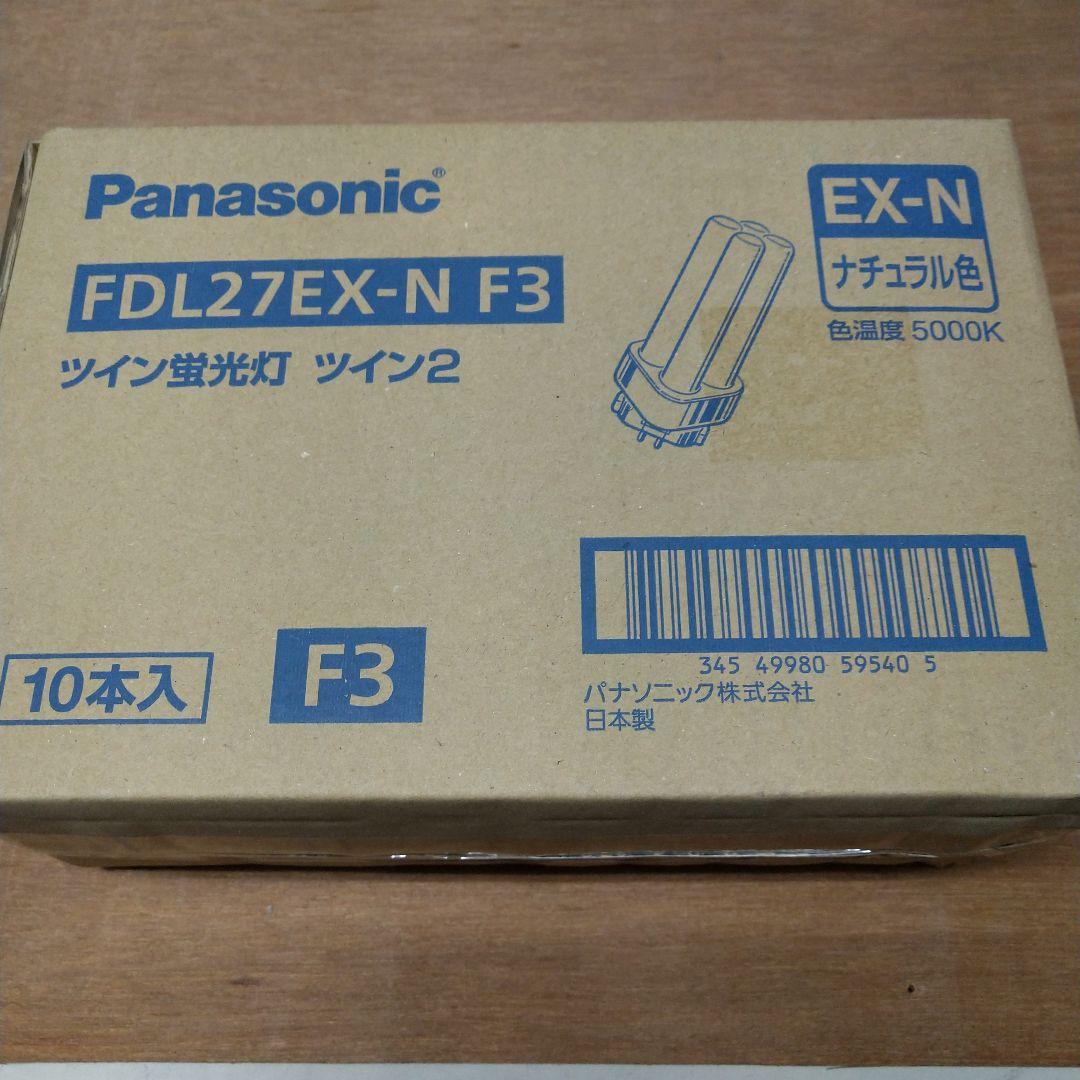 Panasonic®
FDL27EX-N F3
ツイン蛍光灯 ツイン2
EX-N
ナチュラル色
色温度 5000K
345 49980 59540 5
パナソニック株式会社
日本製
10本入
F3